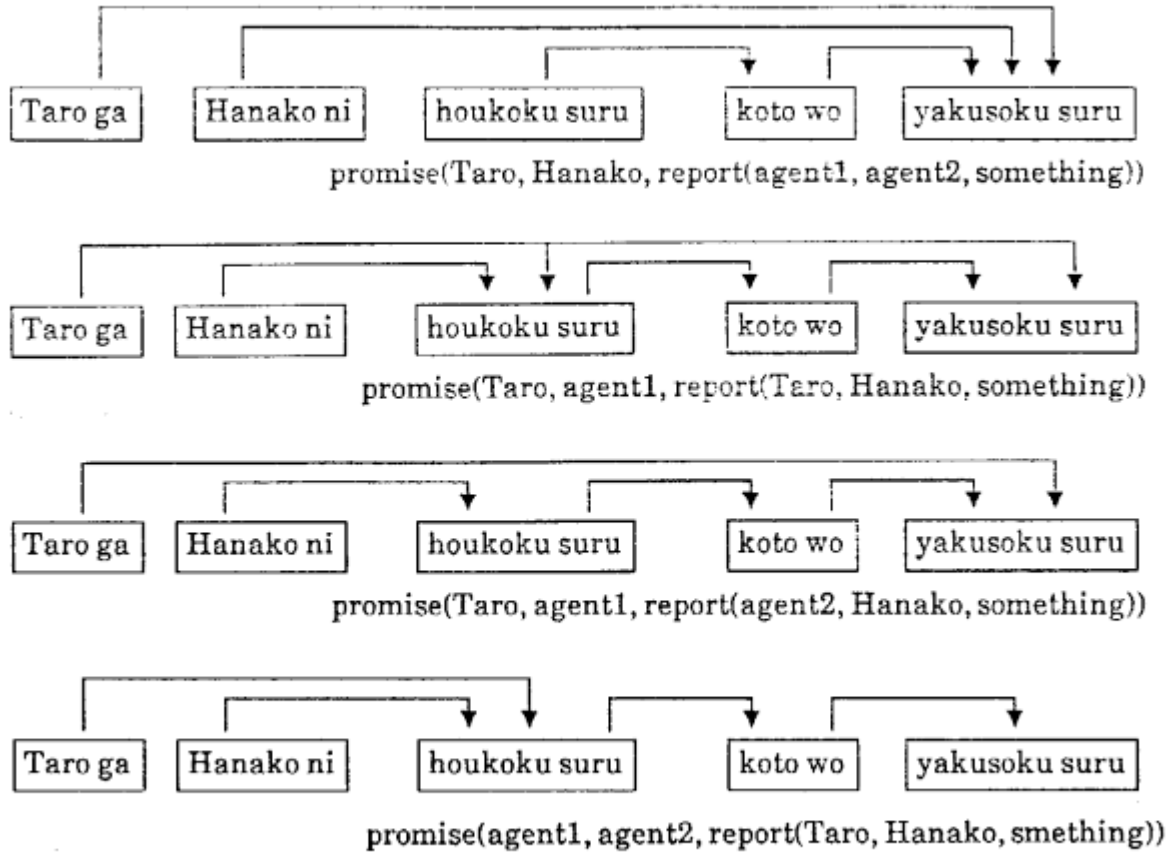 Taro ga Hanako ni houkoku suru koto wo yakusoku suru
promise(Taro, Hanako, report(agent1, agent2, something))
Taro ga Hanako ni houkoku suru koto wo yakusoku suru
promise(Taro, agent1, report(Taro, Hanako, something))
Taro ga Hanako ni houkoku suru koto wo yakusoku suru
promise(Taro, agent1, report(agent2, Hanako, something))
Taro ga Hanako ni houkoku suru koto wo yakusoku suru
promise(agent1, agent2, report(Taro, Hanako, smething))